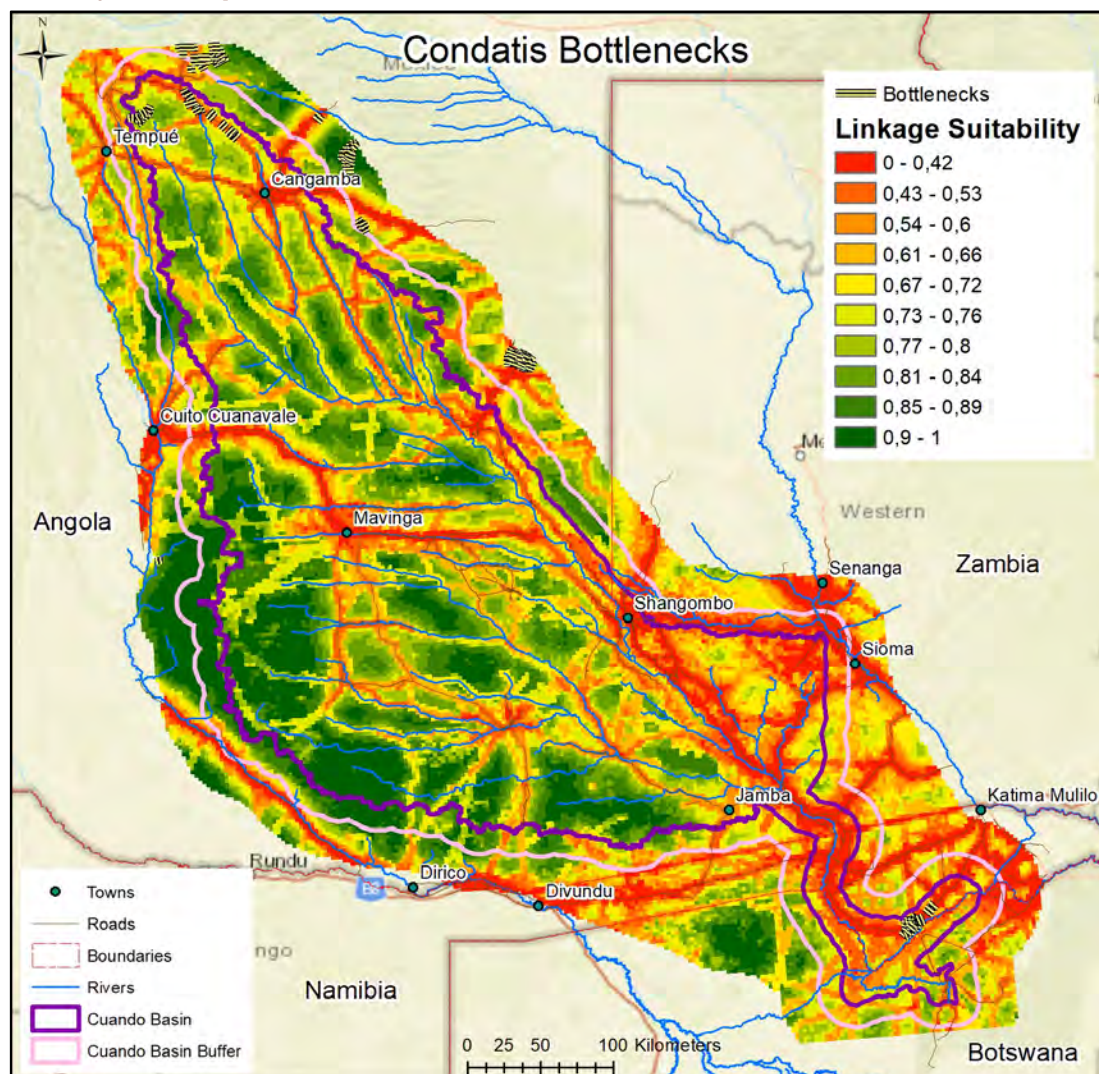 N
Condatis Bottlenecks
Moxico
Bottlenecks
Linkage Suitability
0 - 0,42
0,43 - 0,53
0,54 - 0,6
0,61 - 0,66
0,67 - 0,72
0,73 - 0,76
0,77 - 0,8
0,81 - 0,84
0,85 - 0,89
0,9 - 1
Tempué
Cangamba
Cuito Cuanavale
Angola
Mavinga
Western
Senanga
Zambia
Shangombo
Sioma
Jamba
Katima Mulilo
Rundu
Dirico
B8
Divundu
Namibia
Botswana
Towns
Roads
Boundaries
Rivers
Cuando Basin
Cuando Basin Buffer
0 25 50 100 Kilometers